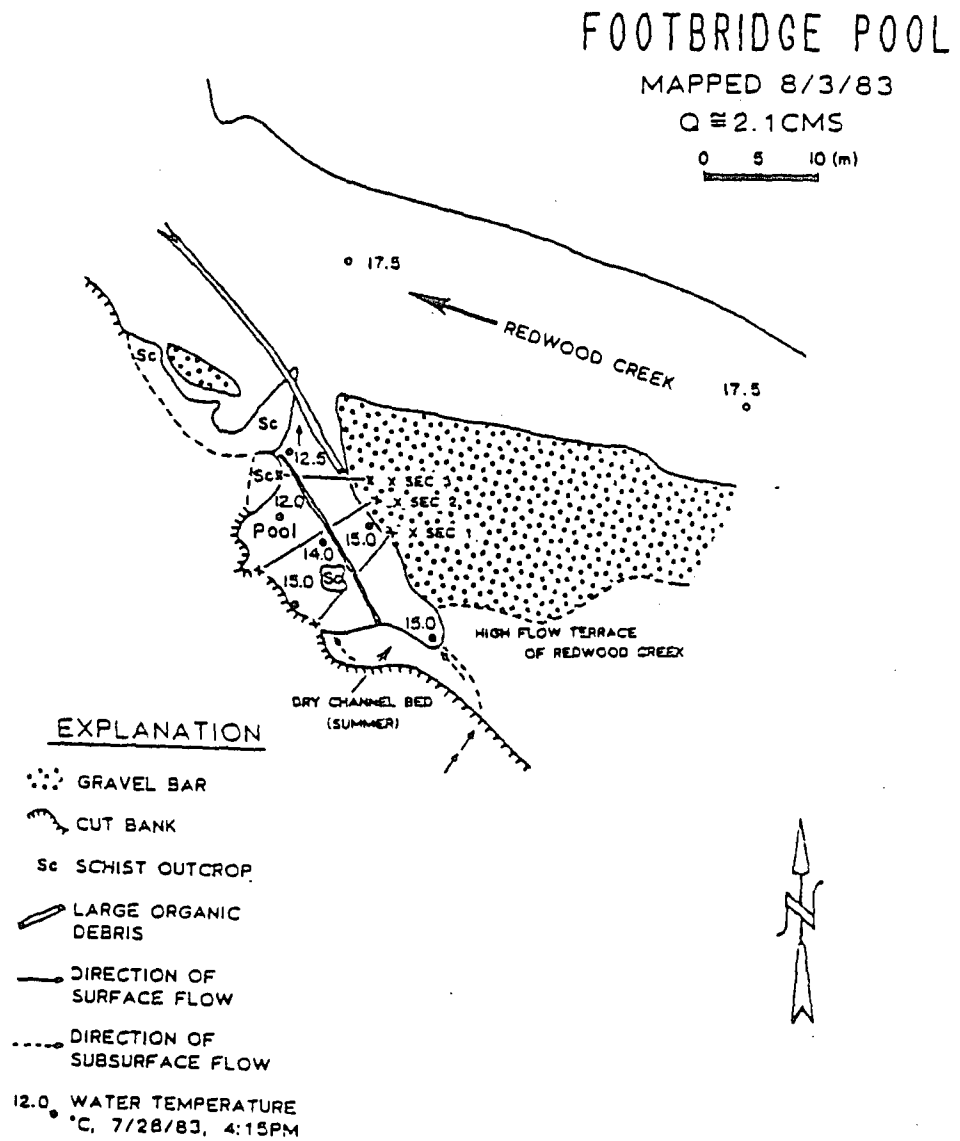 FOOTBRIDGE POOL
MAPPED 8/3/83
Q ≅ 2.1 CMS
0 5 10 (m)
17.5
REDWOOD CREEK
17.5
Sc
Sc
12.5
Sc
X X SEC 3
X SEC 2
12.0
Pool
15.0
X X SEC 1
14.0
15.0
Sc
15.0
HIGH FLOW TERRACE
OF REDWOOD CREEK
DRY CHANNEL BED
(SUMMER)
EXPLANATION
GRAVEL BAR
CUT BANK
Sc SCHIST OUTCROP
LARGE ORGANIC
DEBRIS
DIRECTION OF
SURFACE FLOW
DIRECTION OF
SUBSURFACE FLOW
12.0 WATER TEMPERATURE
°C, 7/28/83, 4:15PM
N